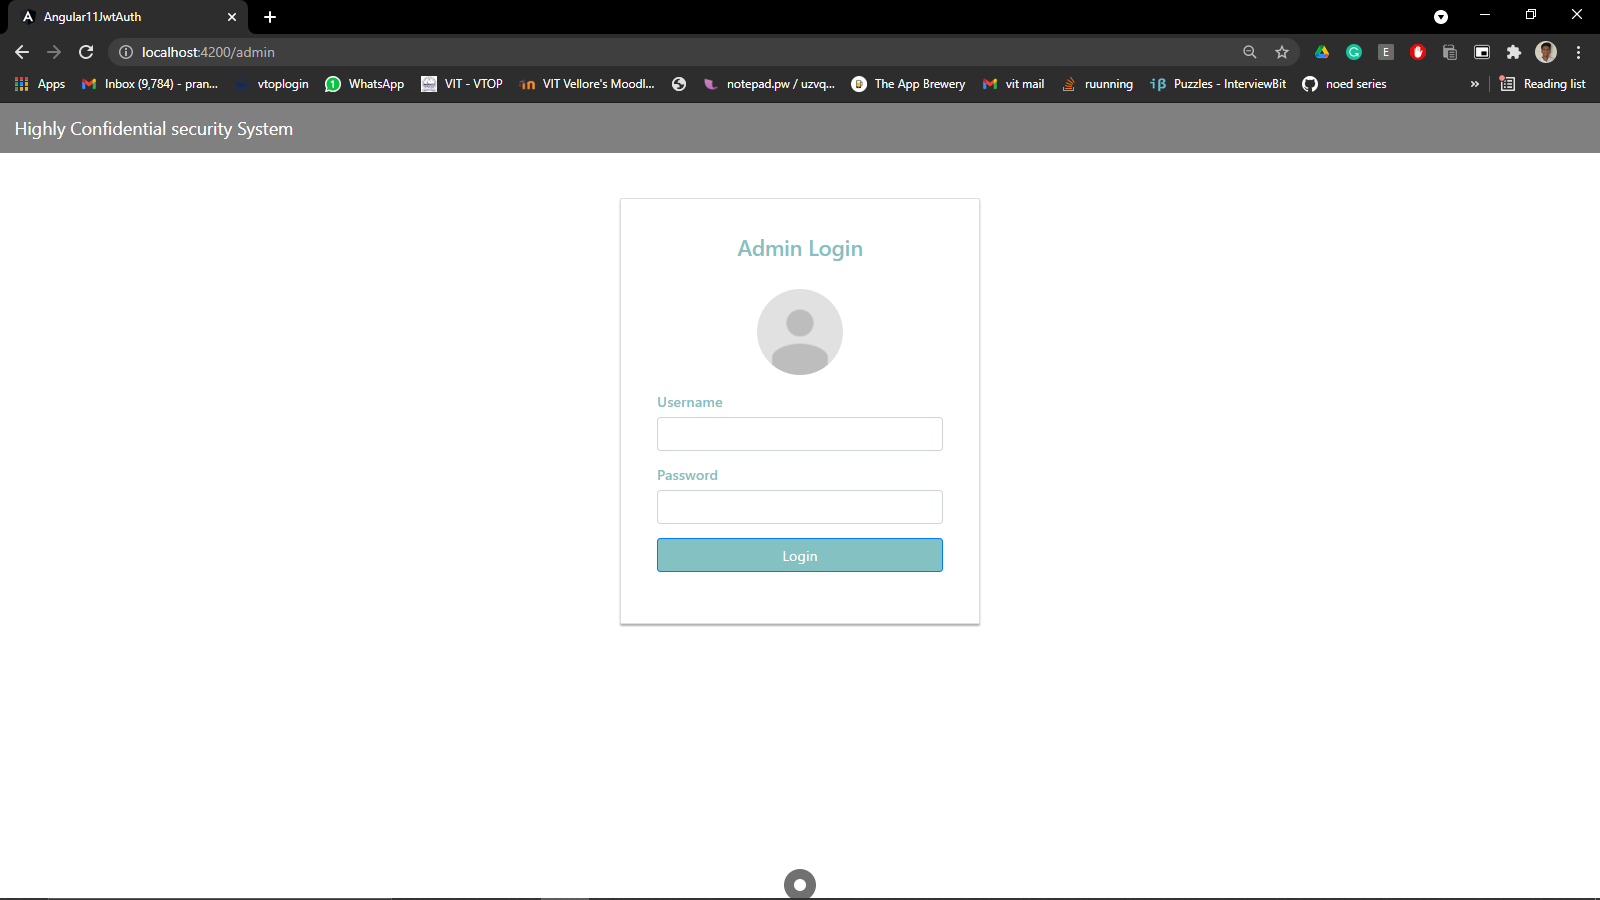 Angular11JwtAuth
localhost:4200/admin
Apps Inbox (9,784) - pran... vtoplogin WhatsApp VIT - VTOP VIT Vellore's Moodl... notepad.pw / uzvq... The App Brewery vit mail ruunning Puzzles - InterviewBit noed series » Reading list
Highly Confidential security System
Admin Login
Username
Password
Login